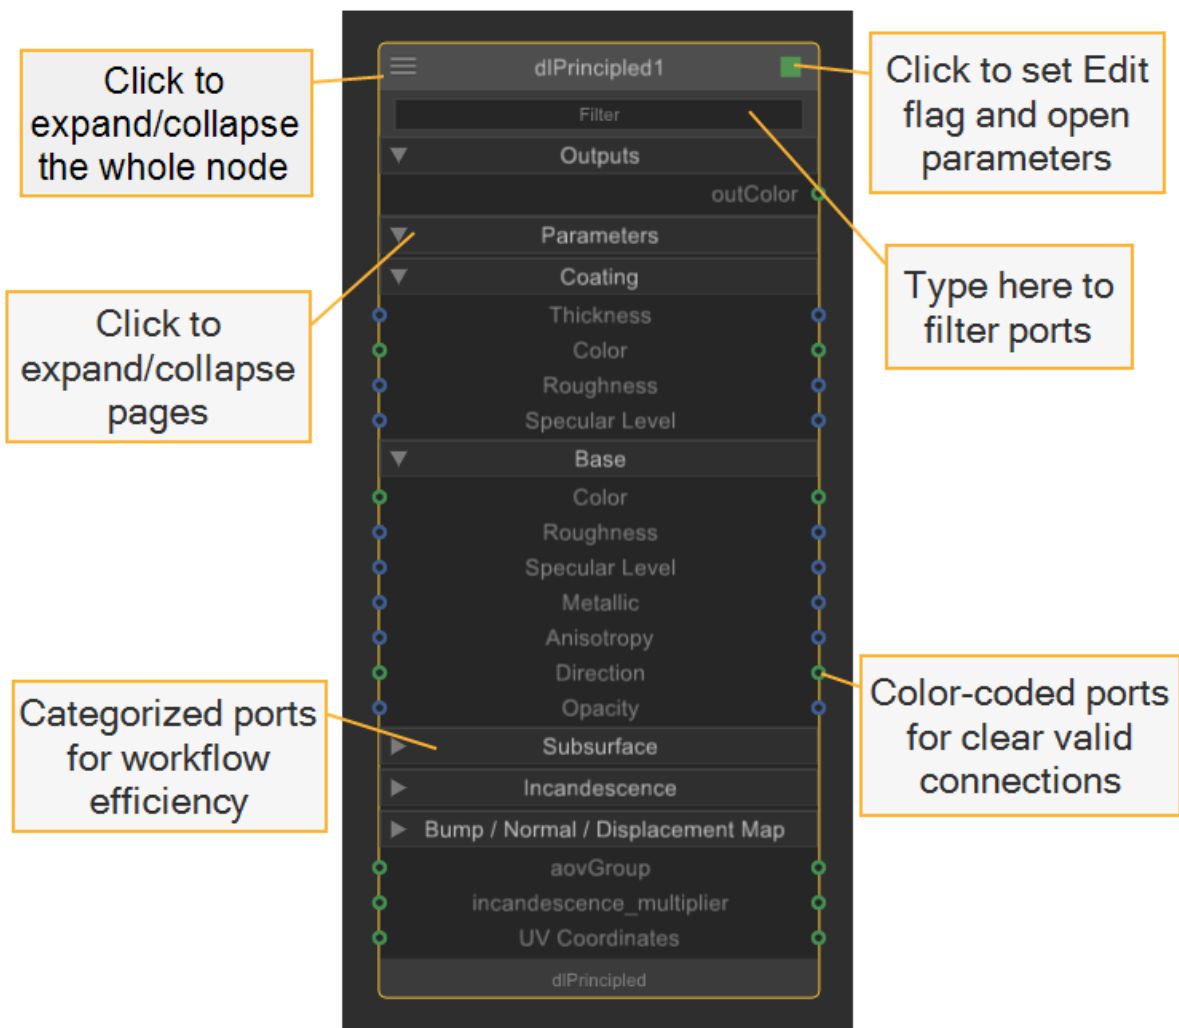 Click to
expand/collapse
the whole node
dlPrincipled1
Click to set Edit
flag and open
parameters
Filter
Outputs
outColor
Parameters
Coating
Type here to
filter ports
Click to
expand/collapse
pages
Thickness
Color
Roughness
Specular Level
Base
Color
Roughness
Specular Level
Metallic
Anisotropy
Direction
Opacity
Categorized ports
for workflow
efficiency
Color-coded ports
for clear valid
connections
Subsurface
Incandescence
Bump / Normal / Displacement Map
aovGroup
incandescence_multiplier
UV Coordinates
dlPrincipled